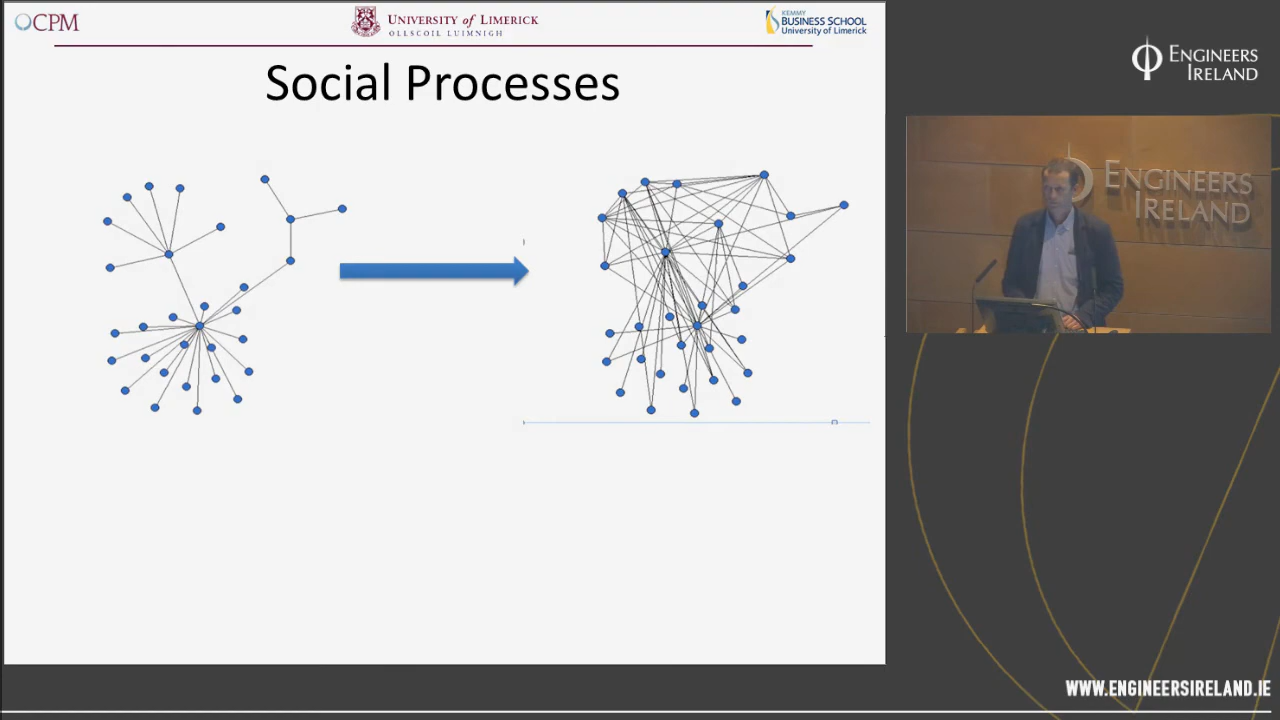 CPM
UNIVERSITY of LIMERICK
OLLSCOIL LUIMNIGH
KEMMY
BUSINESS SCHOOL
University of Limerick
Social Processes
ENGINEERS
IRELAND
ENGINEERS
IRELAND
WWW.ENGINEERSIRELAND.IE